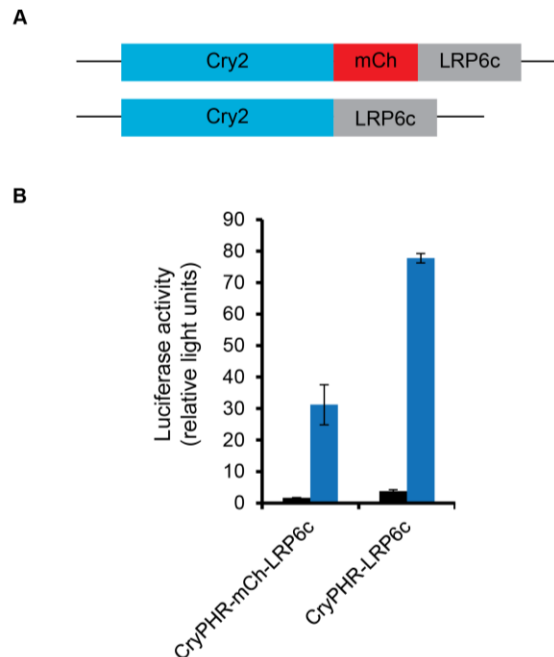 A
Cry2 mCh LRP6c
Cry2 LRP6c
B
Luciferase activity
(relative light units)
90
80
70
60
50
40
30
20
10
0
CryPHR-mCh-LRP6c
CryPHR-LRP6c